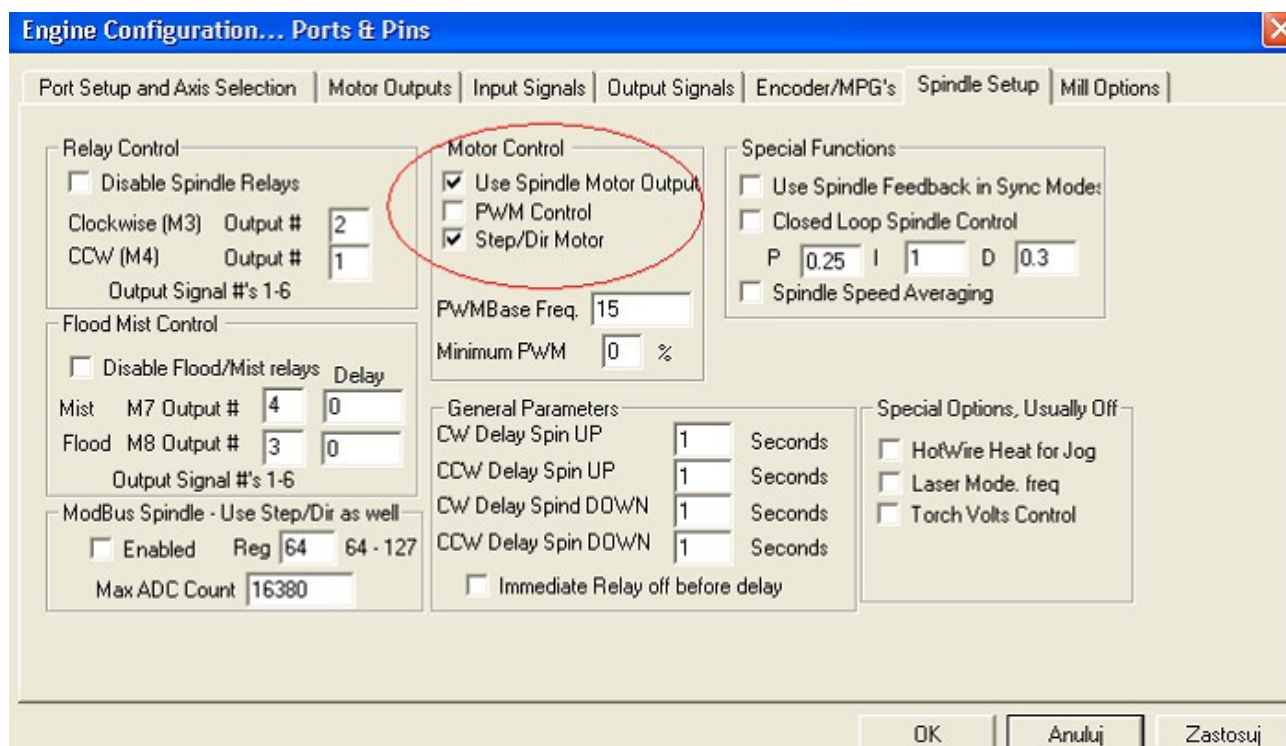 Engine Configuration... Ports & Pins
Port Setup and Axis Selection
Motor Outputs
Input Signals
Output Signals
Encoder/MPG's
Spindle Setup
Mill Options
Relay Control
Disable Spindle Relays
Clockwise (M3) Output # 2
CCW (M4) Output # 1
Output Signal #'s 1-6
Flood Mist Control
Disable Flood/Mist relays Delay
Mist M7 Output # 4 0
Flood M8 Output # 3 0
Output Signal #'s 1-6
ModBus Spindle - Use Step/Dir as well
Enabled Reg 64 64 - 127
Max ADC Count 16380
Motor Control
Use Spindle Motor Output
PWM Control
Step/Dir Motor
PWMBase Freq. 15
Minimum PWM 0 %
General Parameters
CW Delay Spin UP 1 Seconds
CCW Delay Spin UP 1 Seconds
CW Delay Spind DOWN 1 Seconds
CCW Delay Spin DOWN 1 Seconds
Immediate Relay off before delay
Special Functions
Use Spindle Feedback in Sync Modes
Closed Loop Spindle Control
P 0.25 I 1 D 0.3
Spindle Speed Averaging
Special Options, Usually Off
HotWire Heat for Jog
Laser Mode. freq
Torch Volts Control
OK
Anuluj
Zastosuj